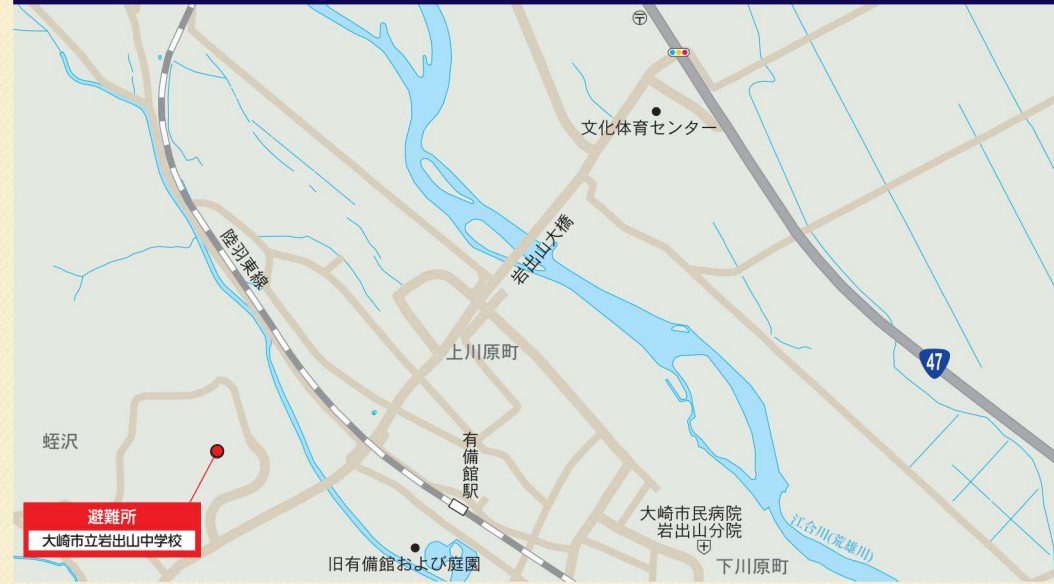 文化体育センター
陸羽東線
岩出山大橋
上川原町
47
蛭沢
有備館駅
避難所
大崎市立岩出山中学校
大崎市民病院
岩出山分院
江合川(荒雄川)
旧有備館および庭園
下川原町